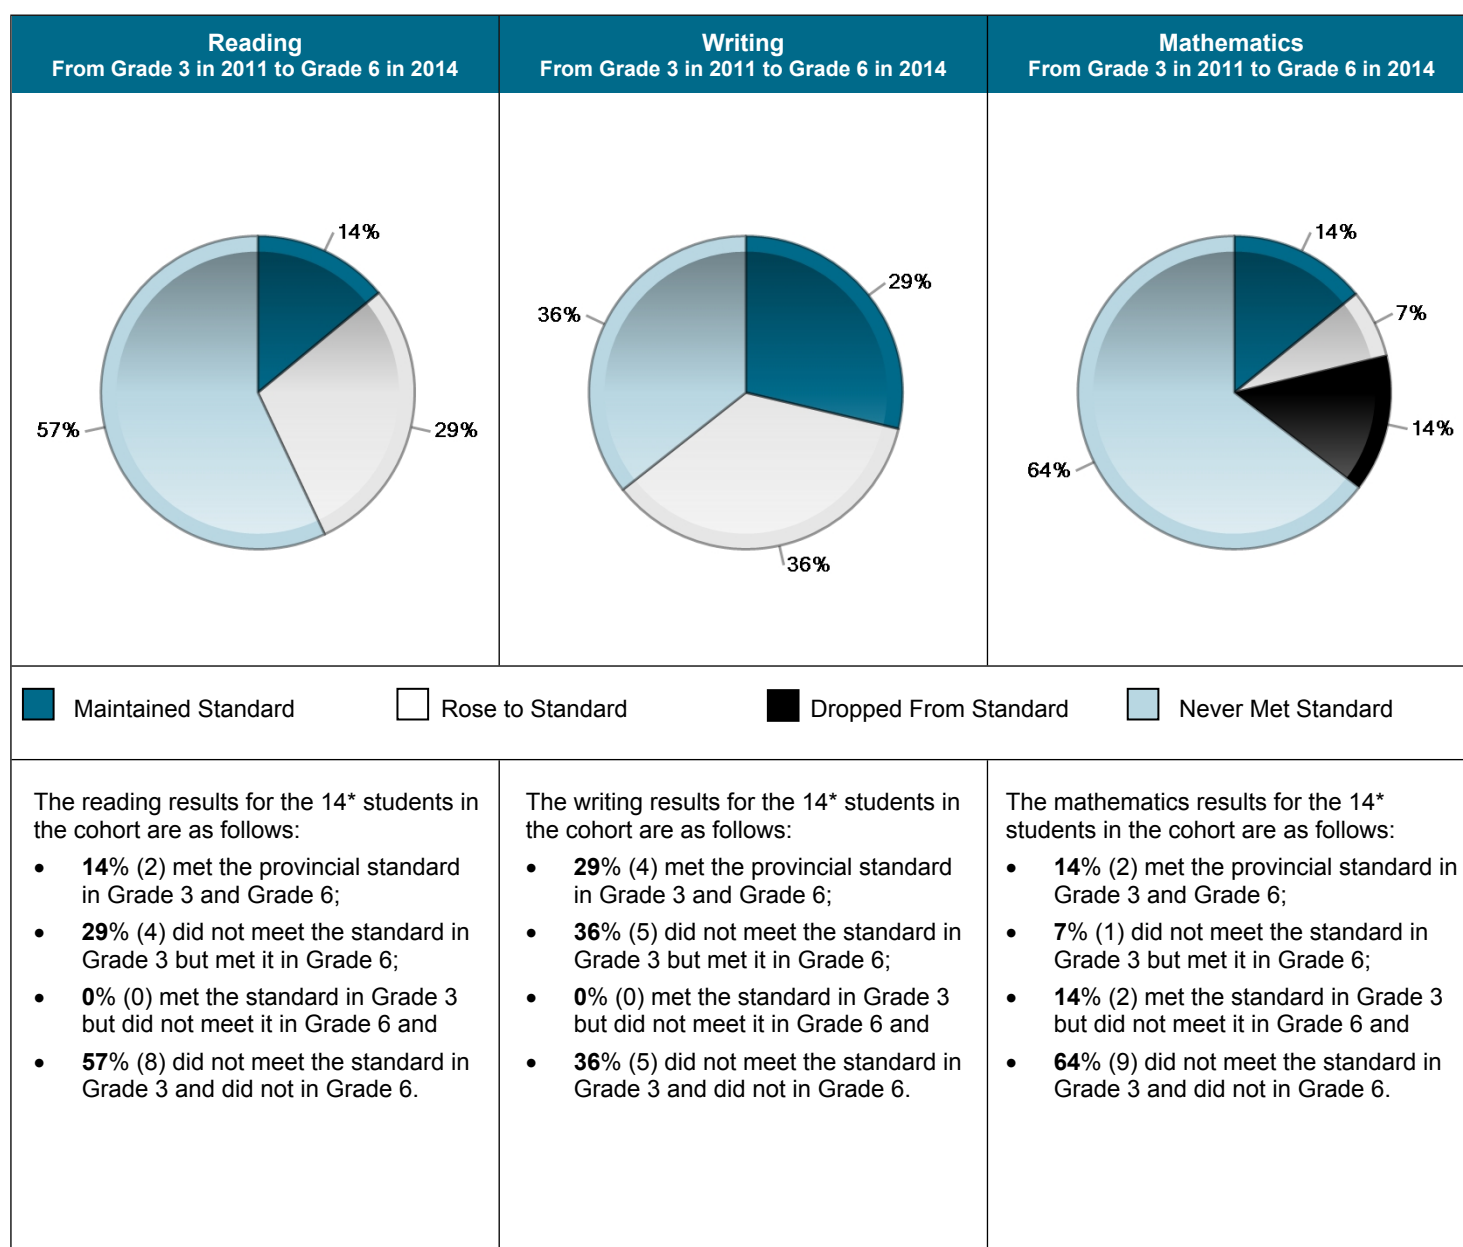 Reading
From Grade 3 in 2011 to Grade 6 in 2014
Writing
From Grade 3 in 2011 to Grade 6 in 2014
Mathematics
From Grade 3 in 2011 to Grade 6 in 2014
14%
57%
29%
29%
36%
36%
14%
7%
14%
64%
Maintained Standard
Rose to Standard
Dropped From Standard
Never Met Standard
The reading results for the 14* students in
the cohort are as follows:
• 14% (2) met the provincial standard
in Grade 3 and Grade 6;
• 29% (4) did not meet the standard in
Grade 3 but met it in Grade 6;
• 0% (0) met the standard in Grade 3
but did not meet it in Grade 6 and
• 57% (8) did not meet the standard in
Grade 3 and did not in Grade 6.
The writing results for the 14* students in
the cohort are as follows:
• 29% (4) met the provincial standard
in Grade 3 and Grade 6;
• 36% (5) did not meet the standard in
Grade 3 but met it in Grade 6;
• 0% (0) met the standard in Grade 3
but did not meet it in Grade 6 and
• 36% (5) did not meet the standard in
Grade 3 and did not in Grade 6.
The mathematics results for the 14*
students in the cohort are as follows:
• 14% (2) met the provincial standard in
Grade 3 and Grade 6;
• 7% (1) did not meet the standard in
Grade 3 but met it in Grade 6;
• 14% (2) met the standard in Grade 3
but did not meet it in Grade 6 and
• 64% (9) did not meet the standard in
Grade 3 and did not in Grade 6.